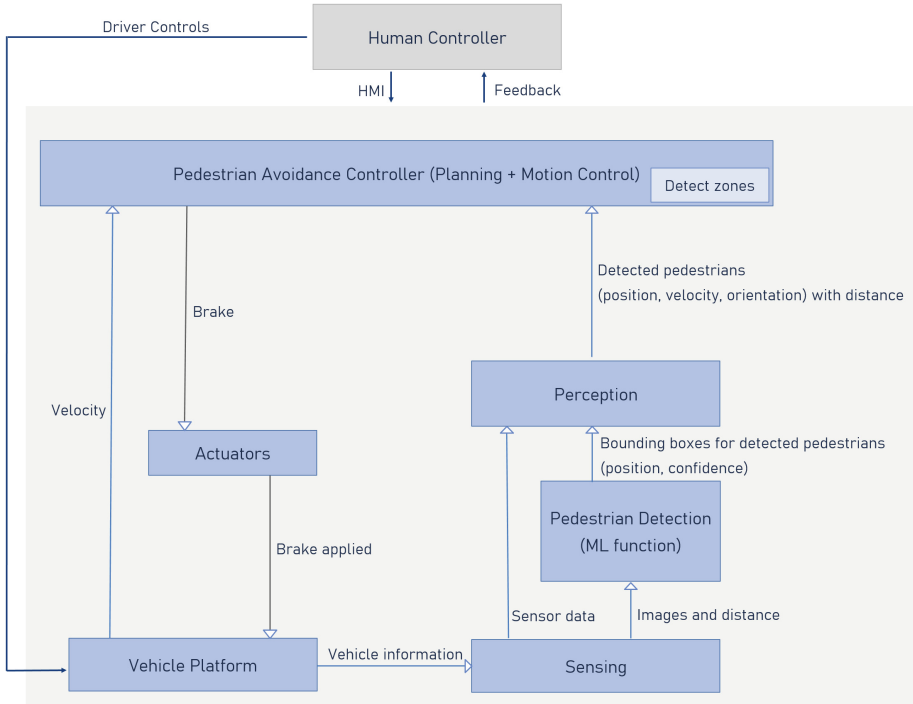 Driver Controls
Human Controller
HMI
Feedback
Pedestrian Avoidance Controller (Planning + Motion Control)
Detect zones
Detected pedestrians
(position, velocity, orientation) with distance
Brake
Perception
Velocity
Actuators
Bounding boxes for detected pedestrians
(position, confidence)
Pedestrian Detection
(ML function)
Brake applied
Sensor data
Images and distance
Vehicle Platform
Vehicle information
Sensing